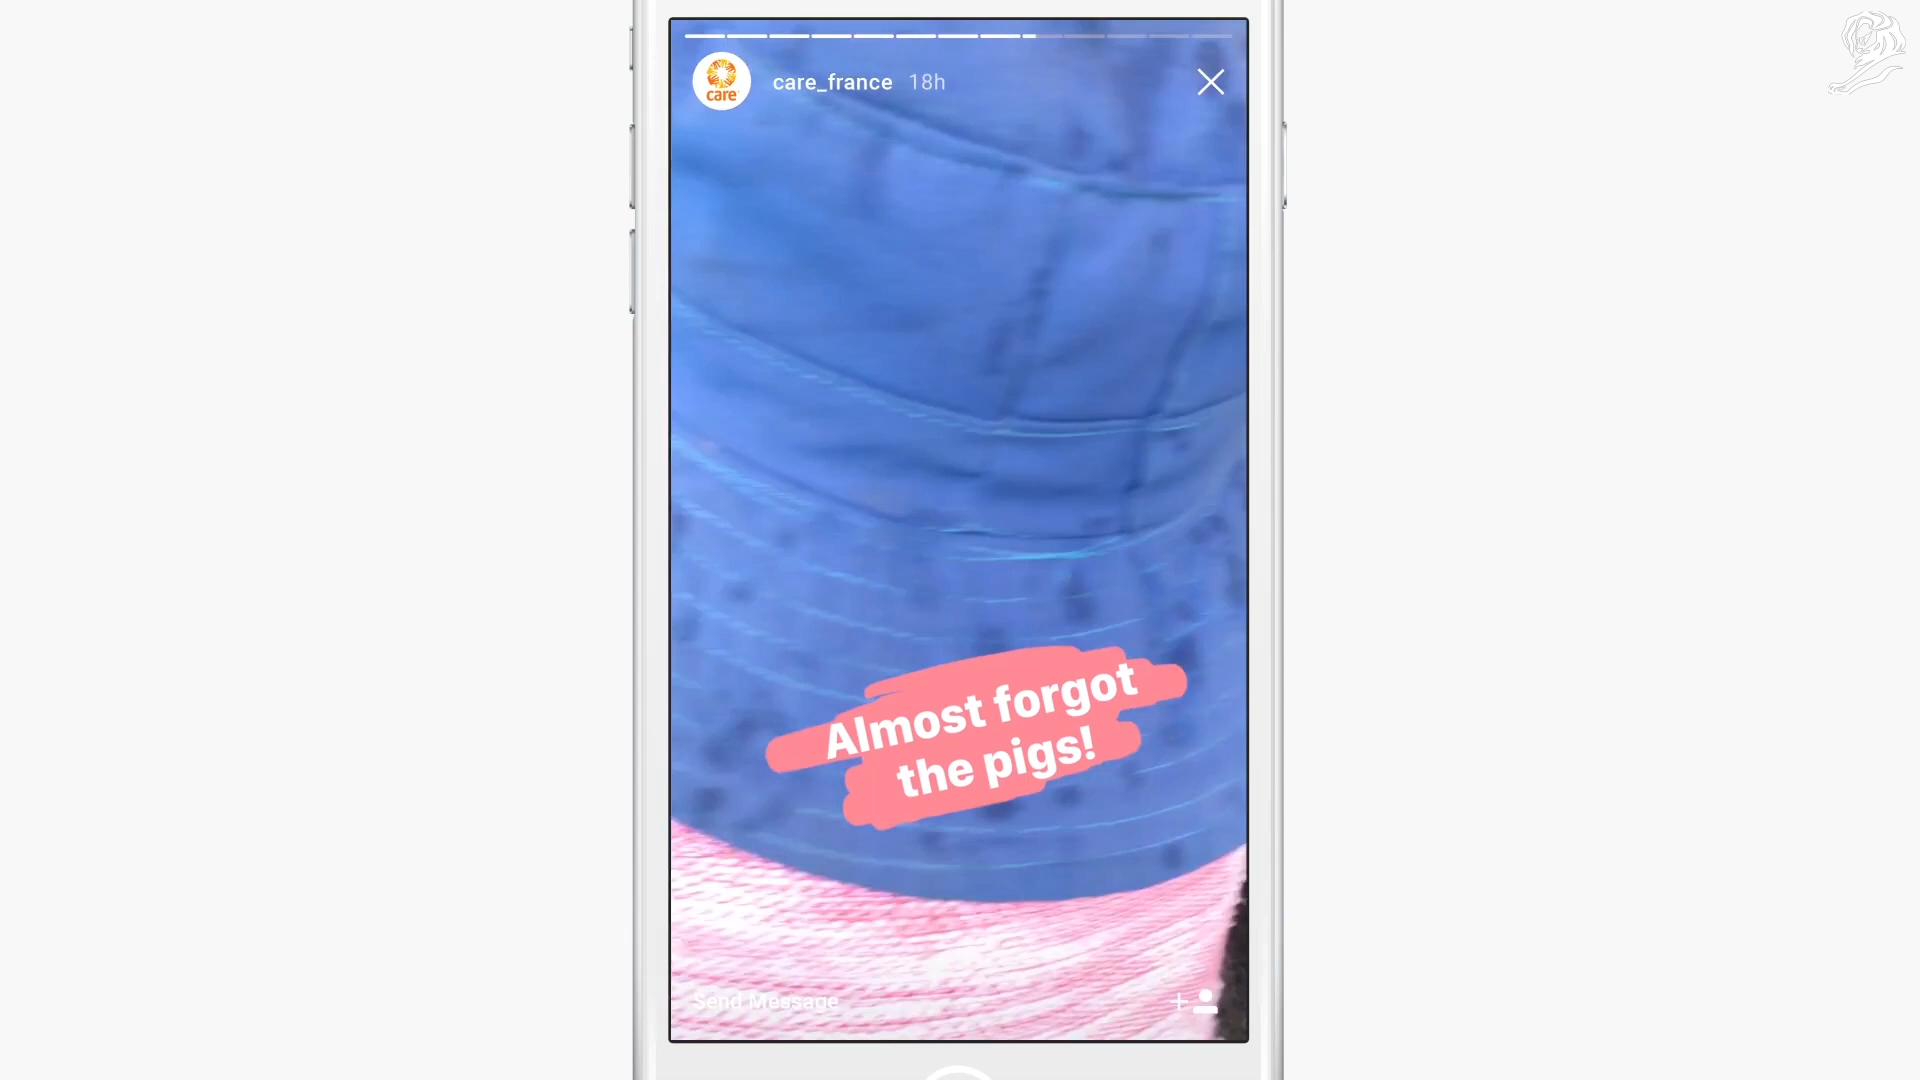 care
care_france 18h
Almost forgot
the pigs!
Send Message